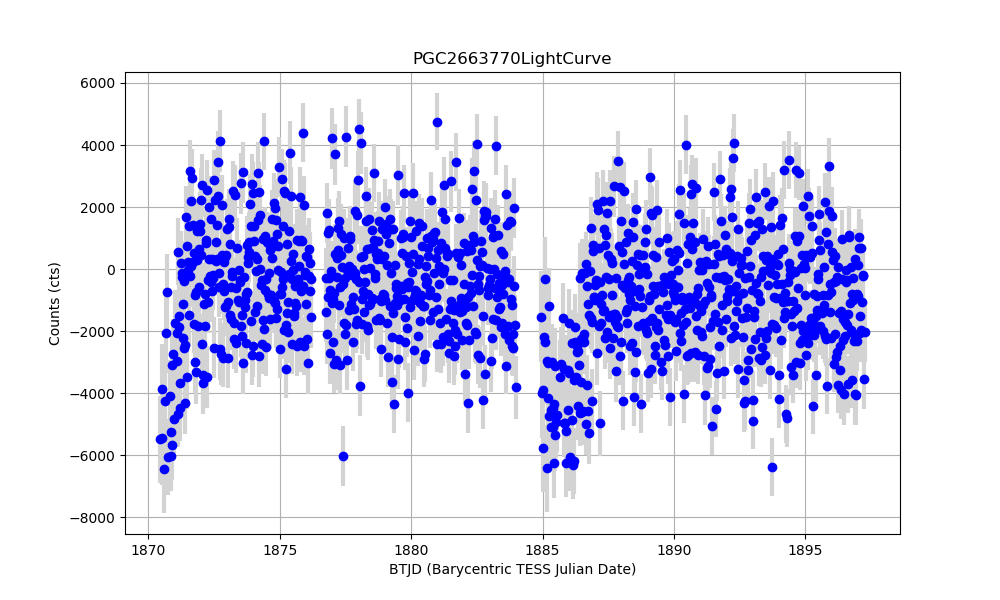 PGC2663770LightCurve
6000
4000
2000
0
−2000
−4000
−6000
−8000
Counts (cts)
1870 1875 1880 1885 1890 1895
BTJD (Barycentric TESS Julian Date)